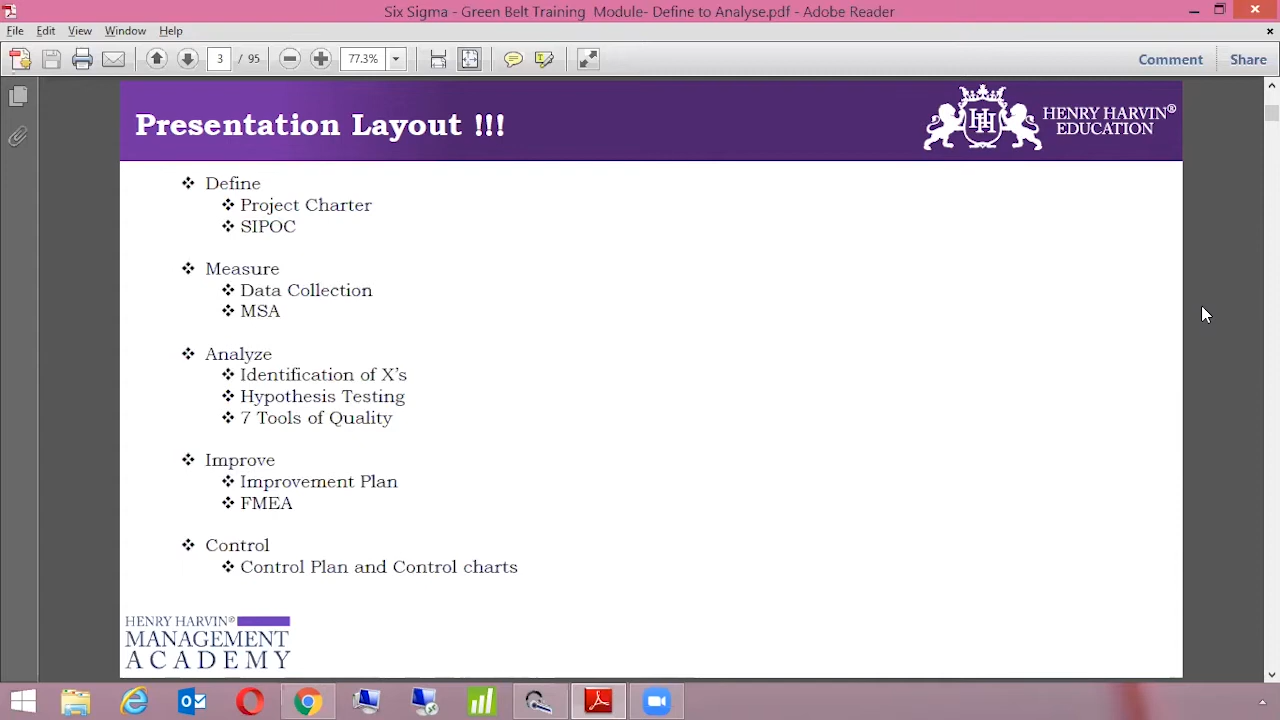 Six Sigma - Green Belt Training  Module- Define to Analyse.pdf - Adobe Reader
File Edit View Window Help
3 / 95 77.3% Comment Share
Presentation Layout !!!
HENRY HARVIN®
EDUCATION
HH
❖ Define
❖ Project Charter
❖ SIPOC
❖ Measure
❖ Data Collection
❖ MSA
❖ Analyze
❖ Identification of X's
❖ Hypothesis Testing
❖ 7 Tools of Quality
❖ Improve
❖ Improvement Plan
❖ FMEA
❖ Control
❖ Control Plan and Control charts
HENRY HARVIN®
MANAGEMENT
ACADEMY